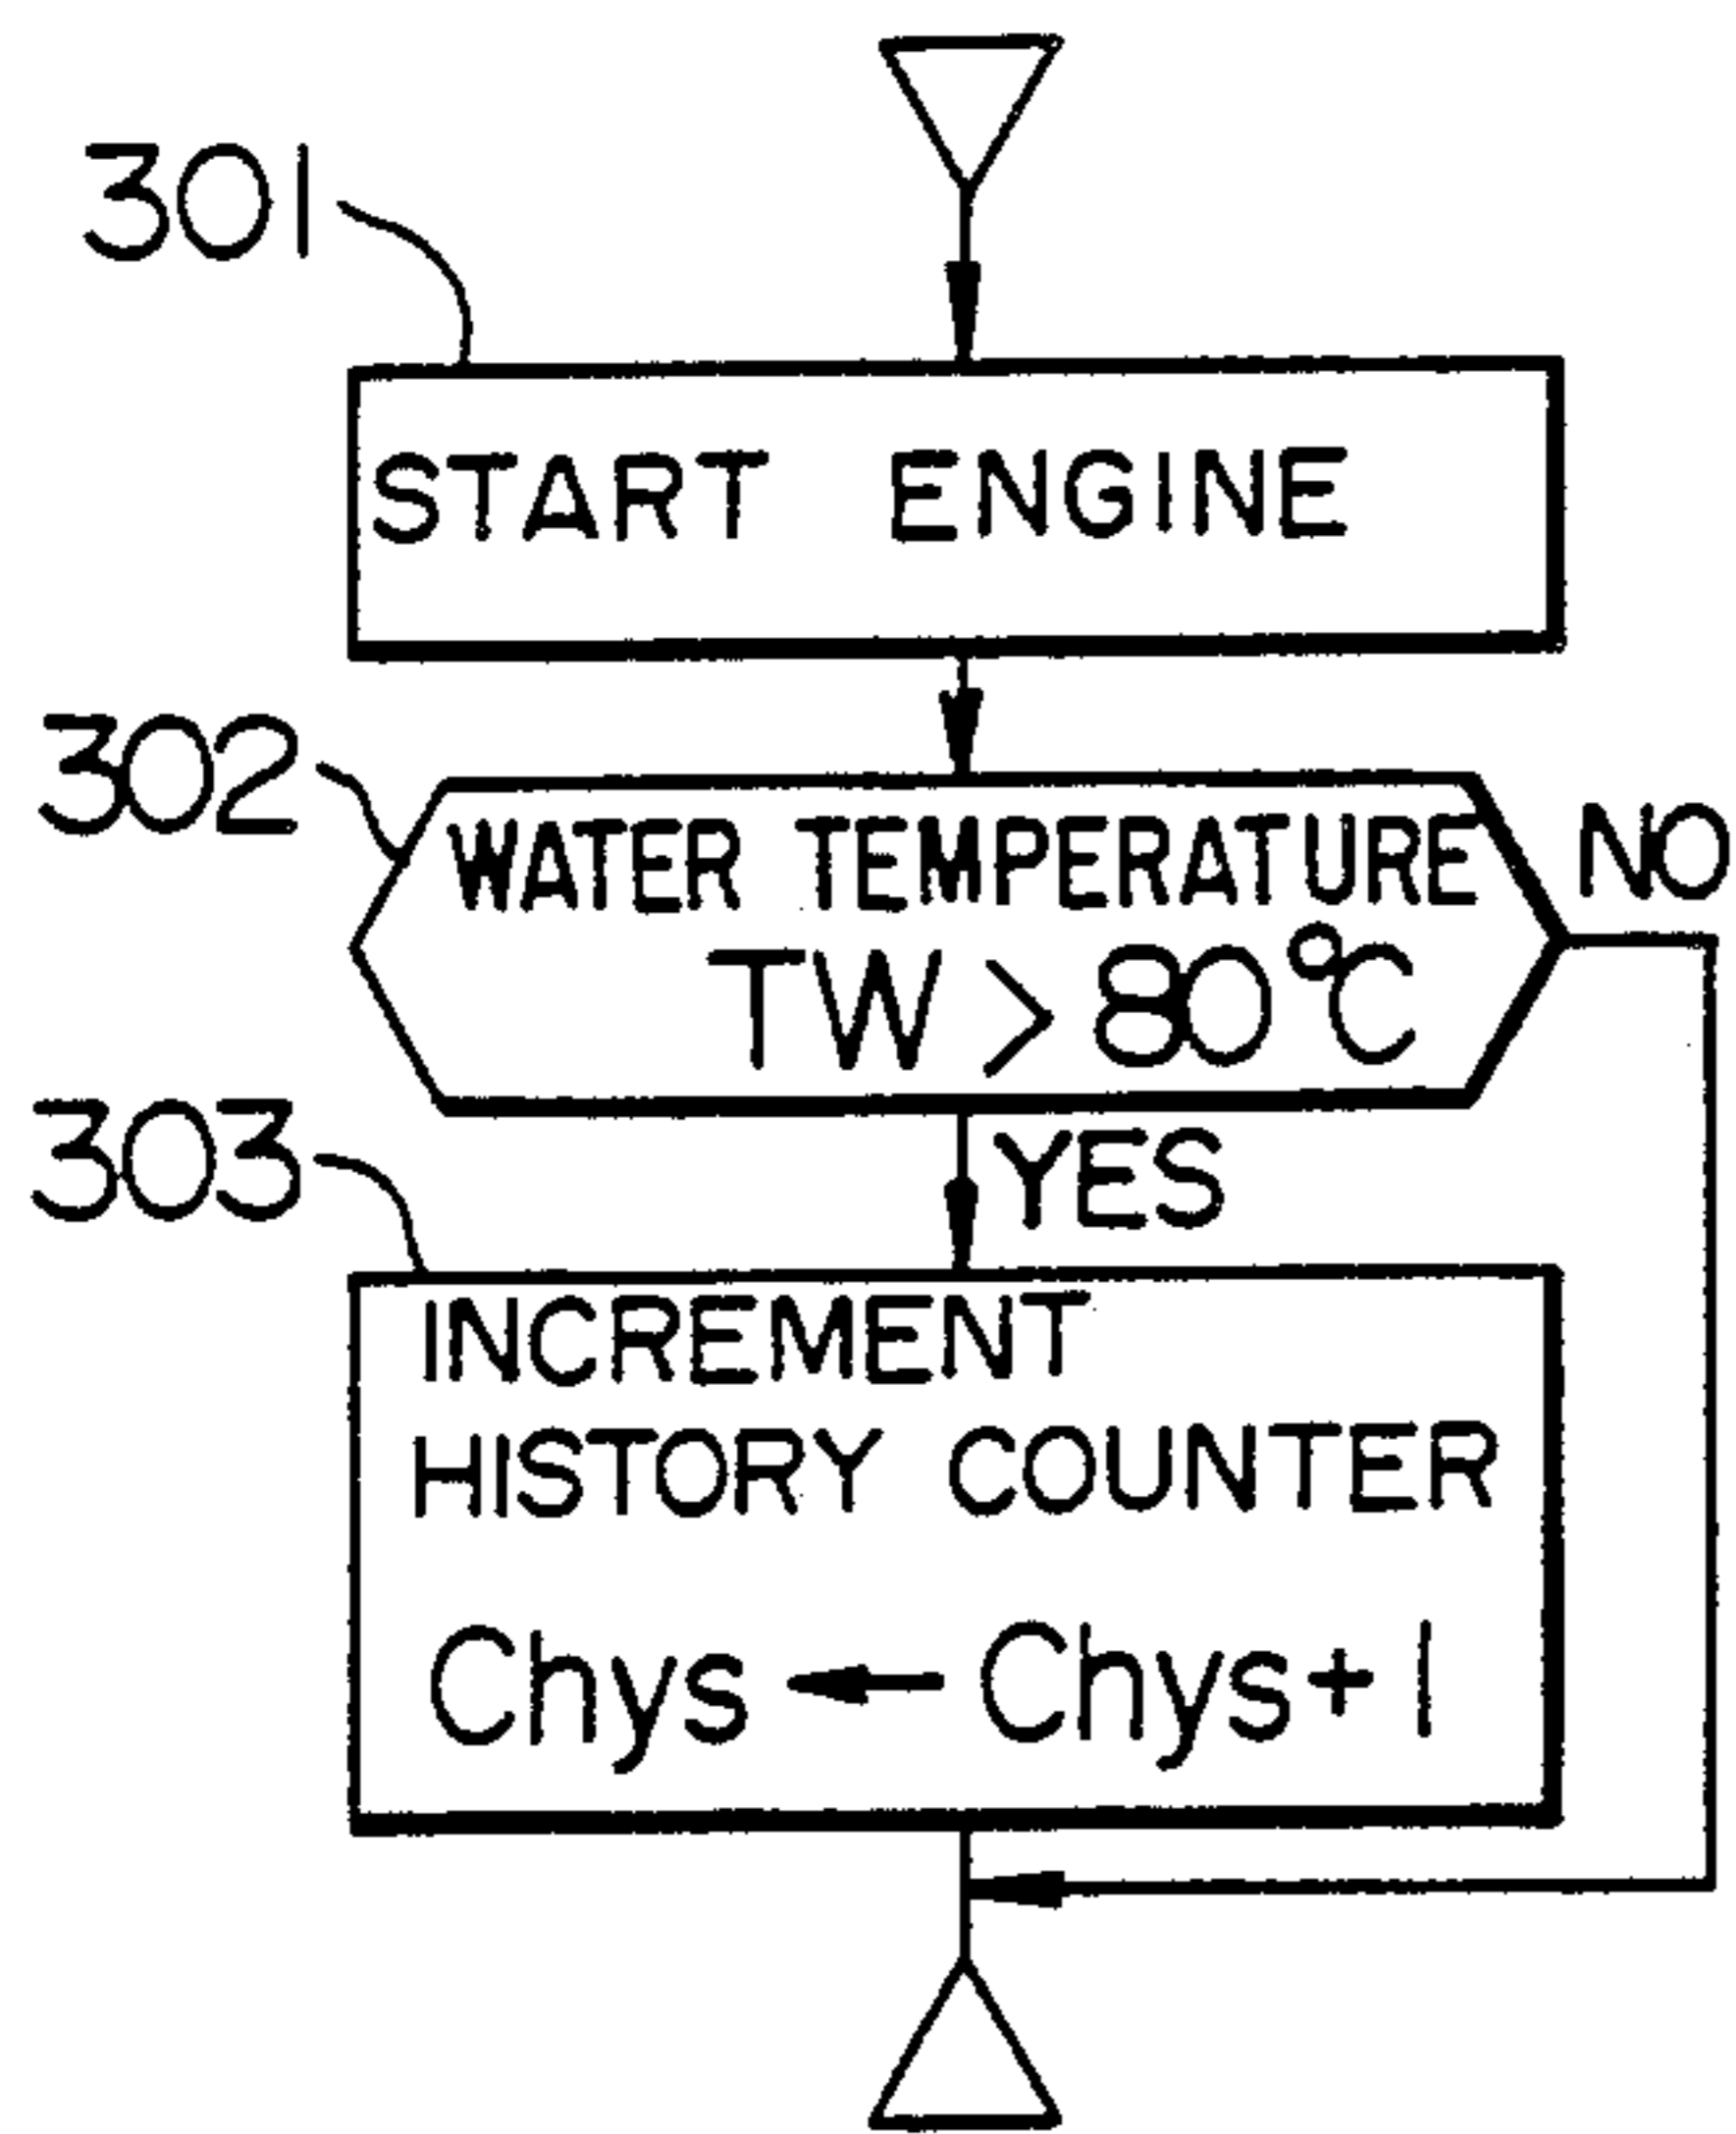 301
START ENGINE
302
WATER TEMPERATURE
NO
TW > 80°C
303
YES
INCREMENT
HISTORY COUNTER
Chys ← Chys + 1